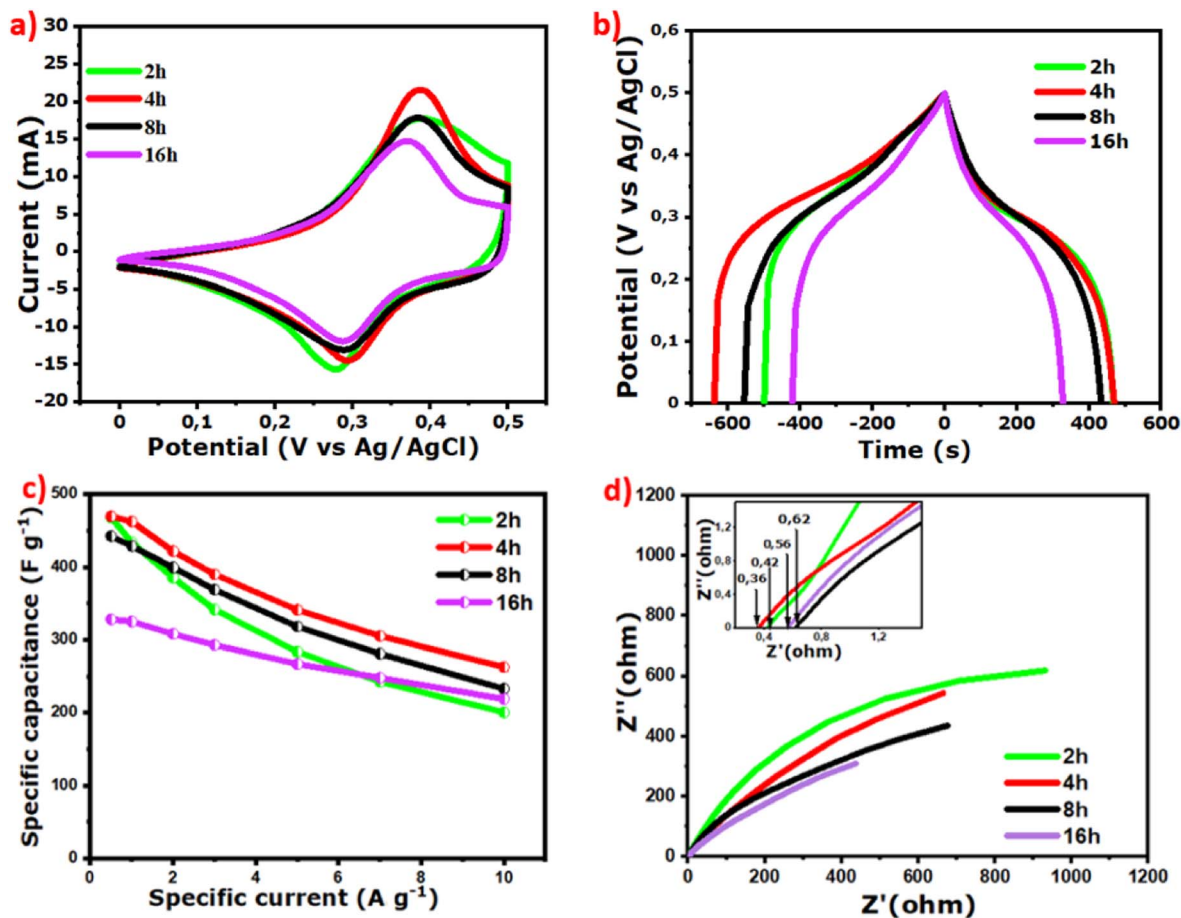 a)
30
25
20
15
10
5
0
-5
-10
-15
-20
Current (mA)
2h
4h
8h
16h
0
0,1
0,2
0,3
0,4
0,5
Potential (V vs Ag/AgCl)
b)
0,6
0,5
0,4
0,3
0,2
0,1
0
Potential (V vs Ag/AgCl)
2h
4h
8h
16h
-600
-400
-200
0
200
400
600
Time (s)
c)
500
400
300
200
100
0
Specific capacitance (F g⁻¹)
2h
4h
8h
16h
0
2
4
6
8
10
Specific current (A g⁻¹)
d)
1200
1000
800
600
400
200
0
Z''(ohm)
1,2
0,8
0,4
0
Z''(ohm)
0,62
0,56
0,42
0,36
0,4
0,8
1,2
Z'(ohm)
2h
4h
8h
16h
0
200
400
600
800
1000
1200
Z'(ohm)